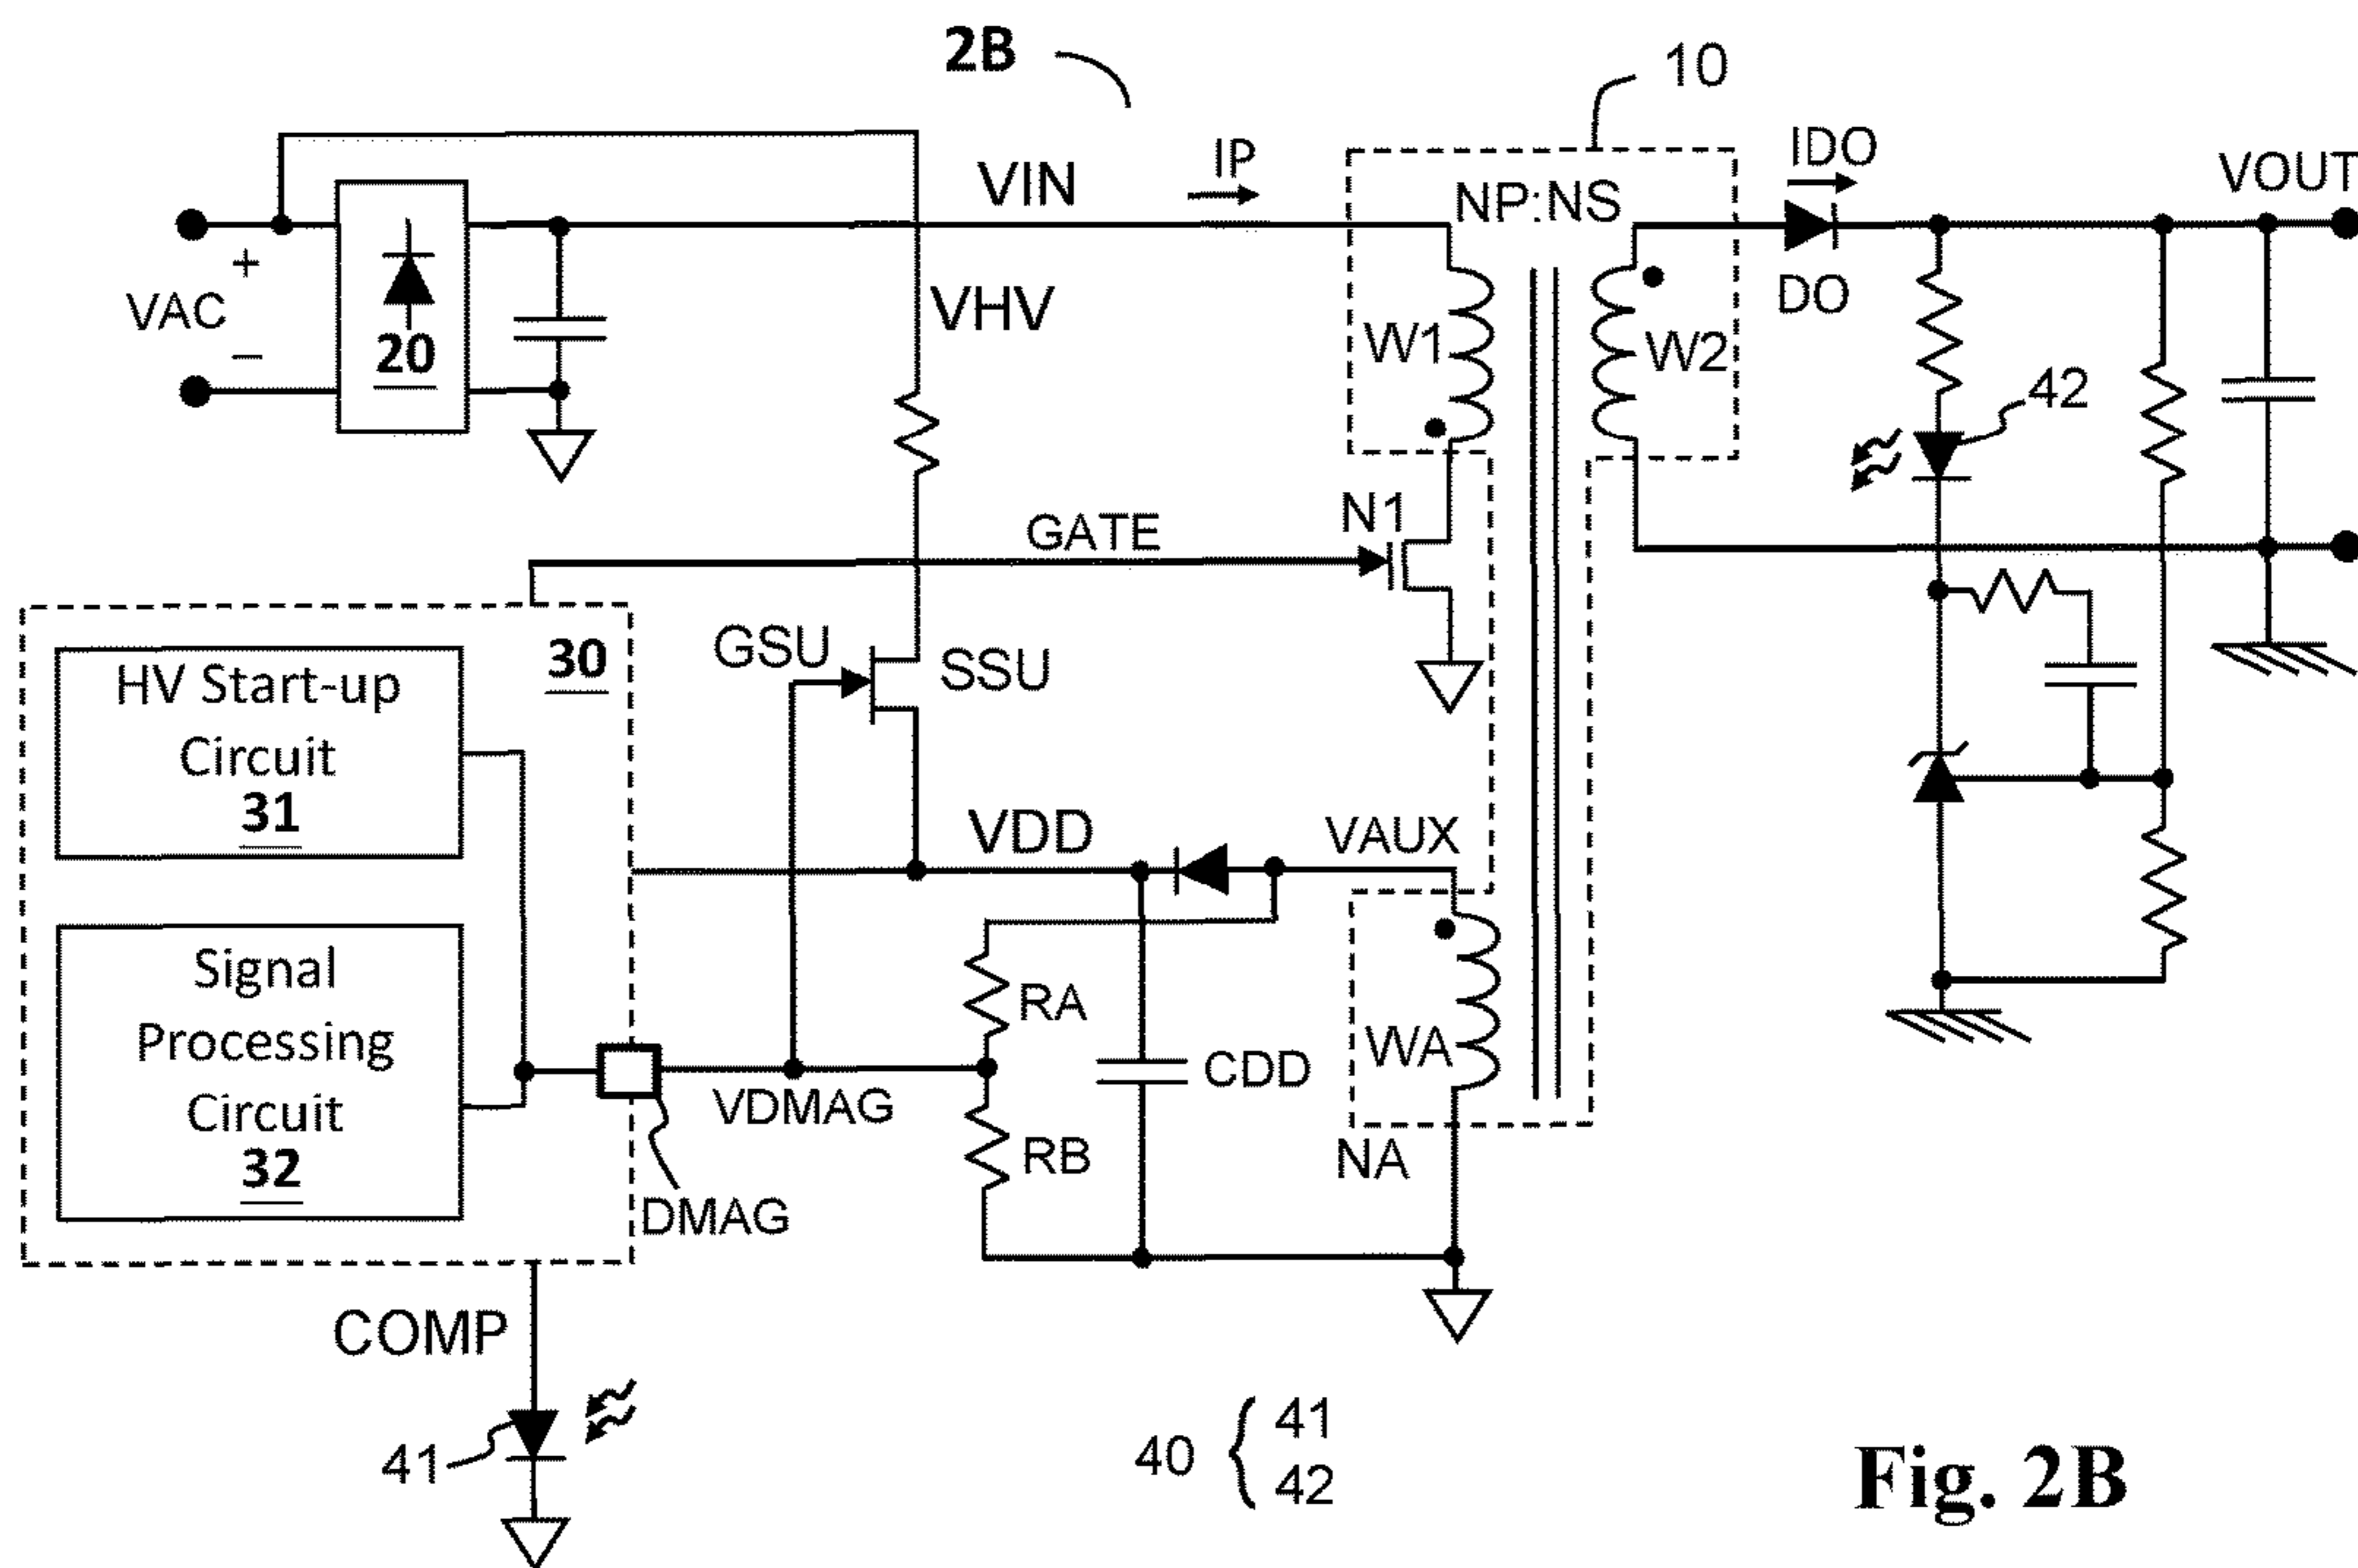 2B
10
IP
IDO
VIN
NP:NS
VOUT
+
VAC
−
20
VHV
W1
W2
DO
42
N1
GATE
30
GSU
SSU
HV Start-up
Circuit
31
VDD
VAUX
Signal
Processing
Circuit
32
RA
WA
CDD
VDMAG
RB
NA
DMAG
COMP
41
40 { 41
42
Fig. 2B